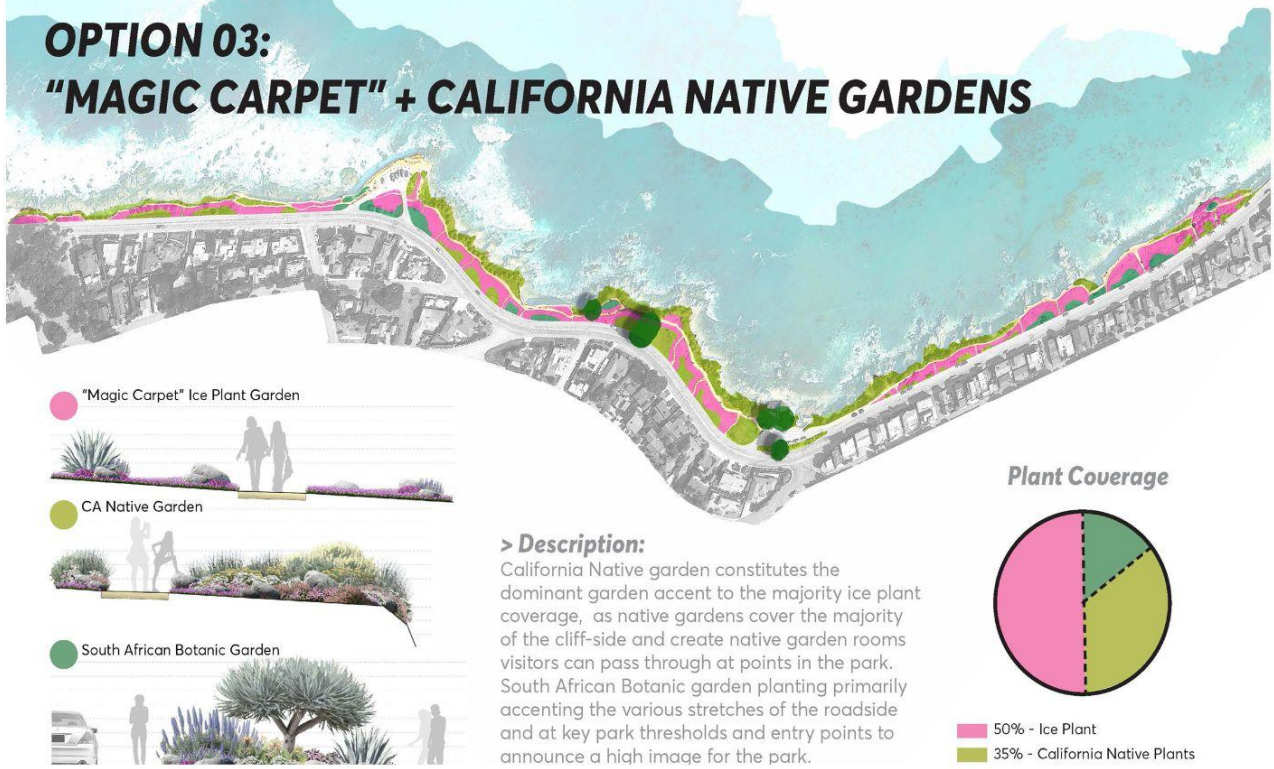 OPTION 03:
“MAGIC CARPET” + CALIFORNIA NATIVE GARDENS
“Magic Carpet” Ice Plant Garden
CA Native Garden
South African Botanic Garden
> Description:
California Native garden constitutes the
dominant garden accent to the majority ice plant
coverage, as native gardens cover the majority
of the cliff-side and create native garden rooms
visitors can pass through at points in the park.
South African Botanic garden planting primarily
accenting the various stretches of the roadside
and at key park thresholds and entry points to
announce a high image for the park.
Plant Coverage
50% - Ice Plant
35% - California Native Plants